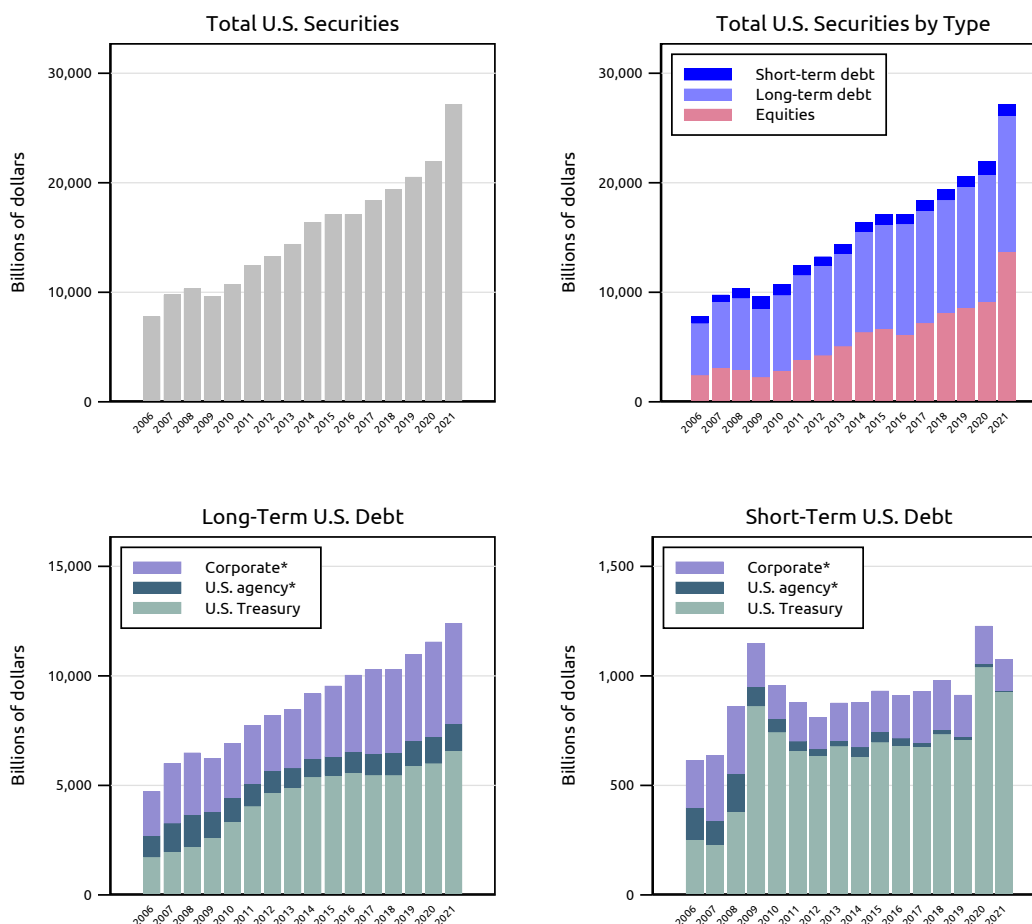 Total U.S. Securities
Billions of dollars
30,000
20,000
10,000
0
2006 2007 2008 2009 2010 2011 2012 2013 2014 2015 2016 2017 2018 2019 2020 2021
Total U.S. Securities by Type
Billions of dollars
30,000
20,000
10,000
0
Short-term debt
Long-term debt
Equities
2006 2007 2008 2009 2010 2011 2012 2013 2014 2015 2016 2017 2018 2019 2020 2021
Long-Term U.S. Debt
Billions of dollars
15,000
10,000
5,000
0
Corporate*
U.S. agency*
U.S. Treasury
2006 2007 2008 2009 2010 2011 2012 2013 2014 2015 2016 2017 2018 2019 2020 2021
Short-Term U.S. Debt
Billions of dollars
1,500
1,000
500
0
Corporate*
U.S. agency*
U.S. Treasury
2006 2007 2008 2009 2010 2011 2012 2013 2014 2015 2016 2017 2018 2019 2020 2021